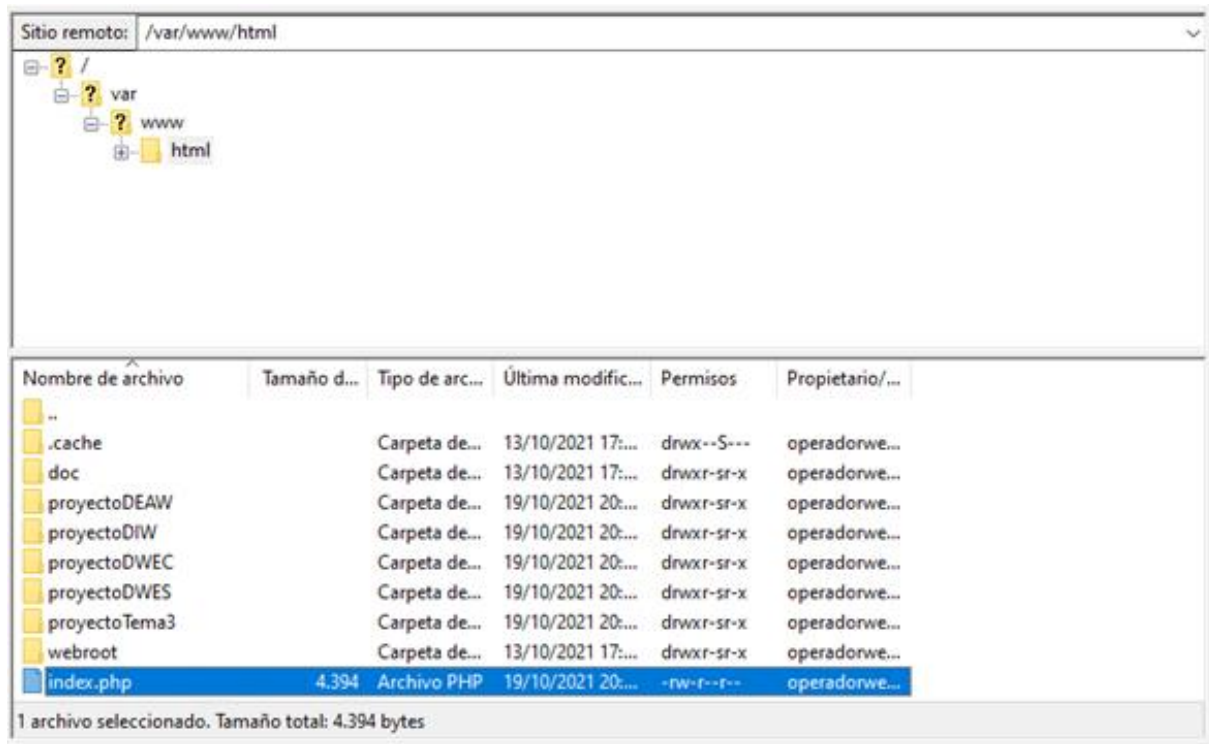 Sitio remoto: /var/www/html
? /
? var
? www
html
Nombre de archivo Tamaño d... Tipo de arc... Última modific... Permisos Propietario/...
..
.cache Carpeta de... 13/10/2021 17:... drwx--S--- operadorwe...
doc Carpeta de... 13/10/2021 17:... drwxr-sr-x operadorwe...
proyectoDEAW Carpeta de... 19/10/2021 20:... drwxr-sr-x operadorwe...
proyectoDIW Carpeta de... 19/10/2021 20:... drwxr-sr-x operadorwe...
proyectoDWEC Carpeta de... 19/10/2021 20:... drwxr-sr-x operadorwe...
proyectoDWES Carpeta de... 19/10/2021 20:... drwxr-sr-x operadorwe...
proyectoTema3 Carpeta de... 19/10/2021 20:... drwxr-sr-x operadorwe...
webroot Carpeta de... 13/10/2021 17:... drwxr-sr-x operadorwe...
index.php 4.394 Archivo PHP 19/10/2021 20:... -rw-r--r-- operadorwe...
1 archivo seleccionado. Tamaño total: 4.394 bytes